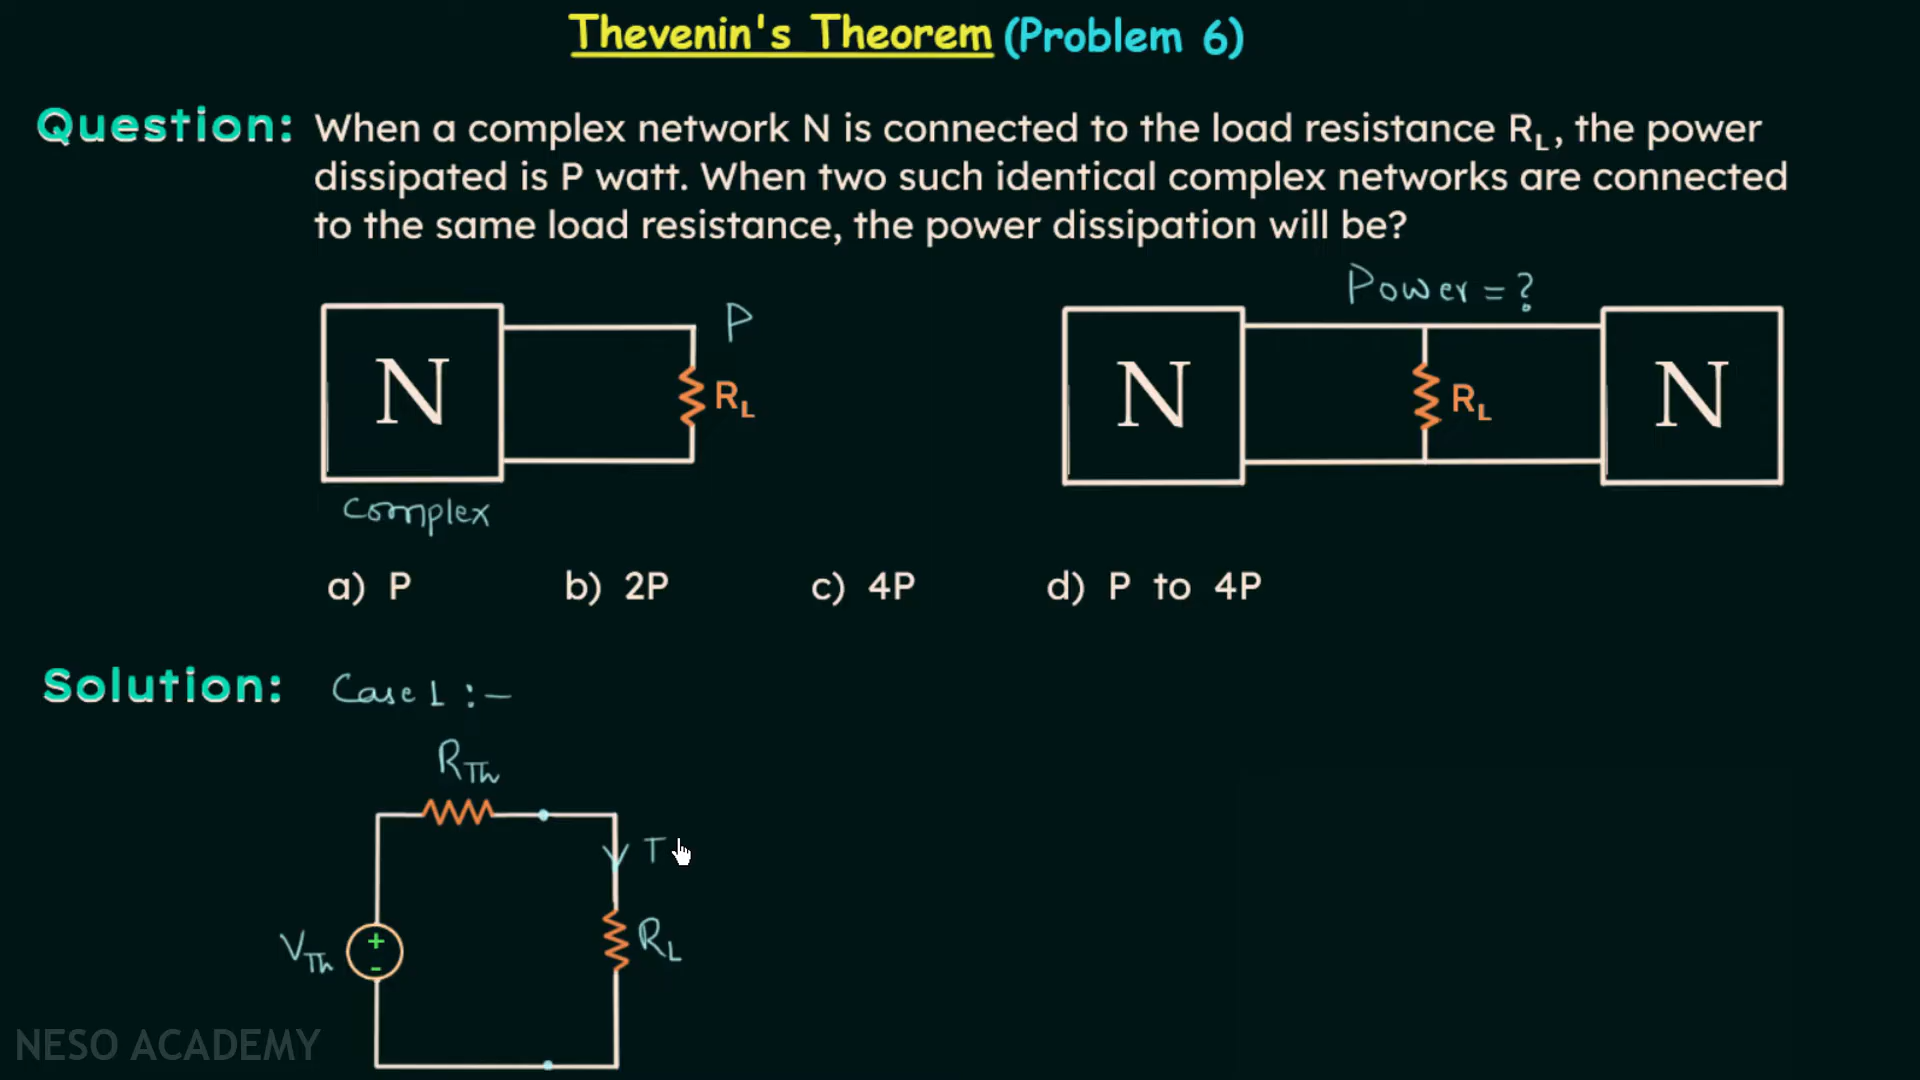 Thevenin's Theorem (Problem 6)
Question: When a complex network N is connected to the load resistance RL, the power
dissipated is P watt. When two such identical complex networks are connected
to the same load resistance, the power dissipation will be?
Power = ?
P
N
RL
N
RL
N
Complex
a) P b) 2P c) 4P d) P to 4P
Solution: Case 1 :-
RTh
VTh
+
-
RL
NESO ACADEMY